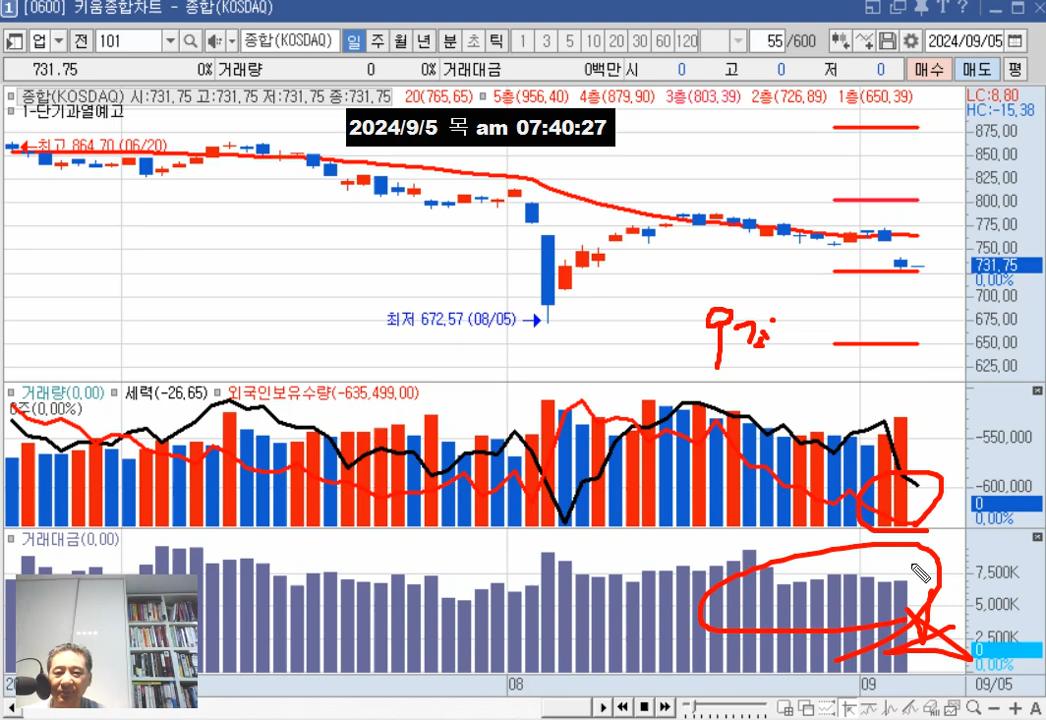 1 [0600] 키움종합차트 - 종합(KOSDAQ)
업 전 101 종합(KOSDAQ) 일 주 월 년 분 초 틱 1 3 5 10 20 30 60 120 55 /600 2024/09/05
731.75 0% 거래량 0 0% 거래대금 0백만 시 0 고 0 저 0 매수 매도 평
종합(KOSDAQ) 시:731.75 고:731.75 저:731.75 종:731.75 20(765.65) 5층(956.40) 4층(879.90) 3층(803.39) 2층(726.89) 1층(650.39) LC:8.80
HC:-15.38
1-단기과열예고
2024/9/5 목 am 07:40:27
875.00
최고 864.70 (06/20)
850.00
825.00
800.00
775.00
750.00
731.75
0.00%
700.00
최저 672.57 (08/05)
675.00
650.00
625.00
거래량(0.00) 세력(-26.65) 외국인보유수량(-635,499.00)
0주(0.00%)
-550,000
-600,000
0
0.00%
거래대금(0.00)
7,500K
5,000K
2,500K
0
0.00%
08 09 09/05